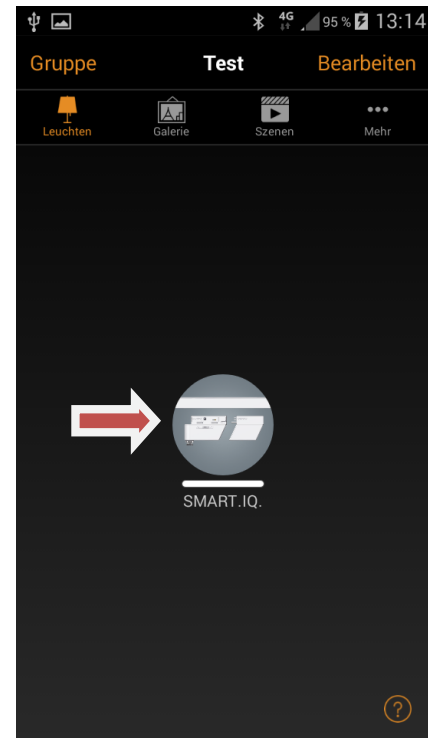 4G 95 % 13:14
Gruppe Test Bearbeiten
Leuchten Galerie Szenen Mehr
SMART.IQ.
?